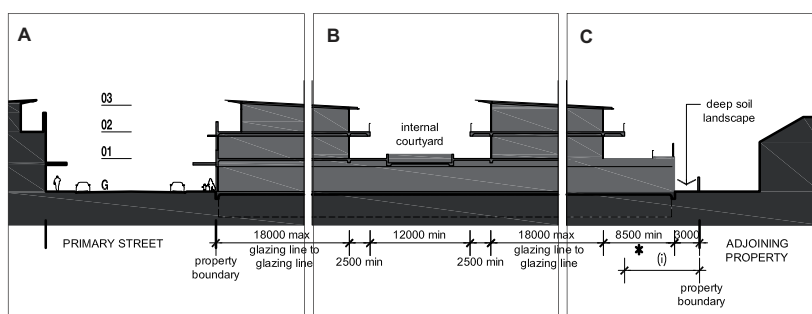 A
B
C
03
02
01
G
internal
courtyard
deep soil
landscape
18000 max
glazing line to
glazing line
12000 min
18000 max
glazing line to
glazing line
8500 min
3000
2500 min
2500 min
*
(i)
PRIMARY STREET
property
boundary
ADJOINING
PROPERTY
property
boundary